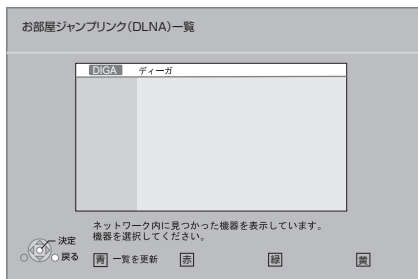 お部屋ジャンプリンク(DLNA)一覧
DIGA ディーガ
ネットワーク内に見つかった機器を表示しています。
機器を選択してください。
決定
戻る
青 一覧を更新 赤 緑 黄